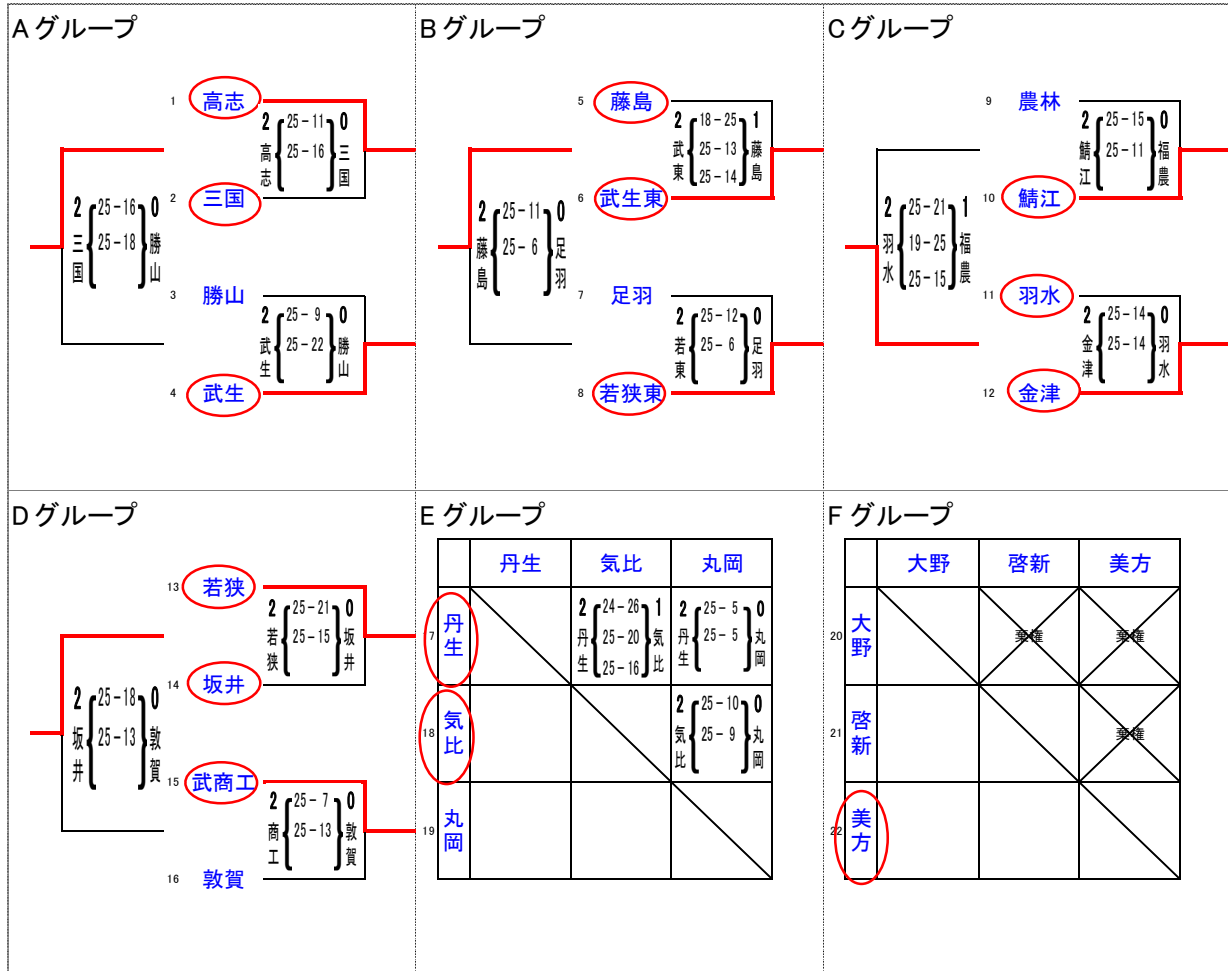 A グループ
1 高志
2 25－11 0
高志 25－16 三国
2 三国
2 25－16 0
三国 25－18 勝山
3 勝山
2 25－9 0
武生 25－22 勝山
4 武生
B グループ
5 藤島
2 18－25 1
武東 25－13 藤島
25－14
6 武生東
2 25－11 0
藤島 25－6 足羽
7 足羽
2 25－12 0
若東 25－6 足羽
8 若狭東
C グループ
9 農林
2 25－15 0
鯖江 25－11 福農
10 鯖江
2 25－21 1
羽水 19－25 福農
25－15
11 羽水
2 25－14 0
金津 25－14 羽水
12 金津
D グループ
13 若狭
2 25－21 0
若狭 25－15 坂井
14 坂井
2 25－18 0
坂井 25－13 敦賀
15 武商工
2 25－7 0
商工 25－13 敦賀
16 敦賀
E グループ
丹生 気比 丸岡
17 丹生
2 24－26 1
丹生 25－20 気比
25－16
2 25－5 0
丹生 25－5 丸岡
18 気比
2 25－10 0
気比 25－9 丸岡
19 丸岡
F グループ
大野 啓新 美方
20 大野 棄権 棄権
21 啓新 棄権
22 美方